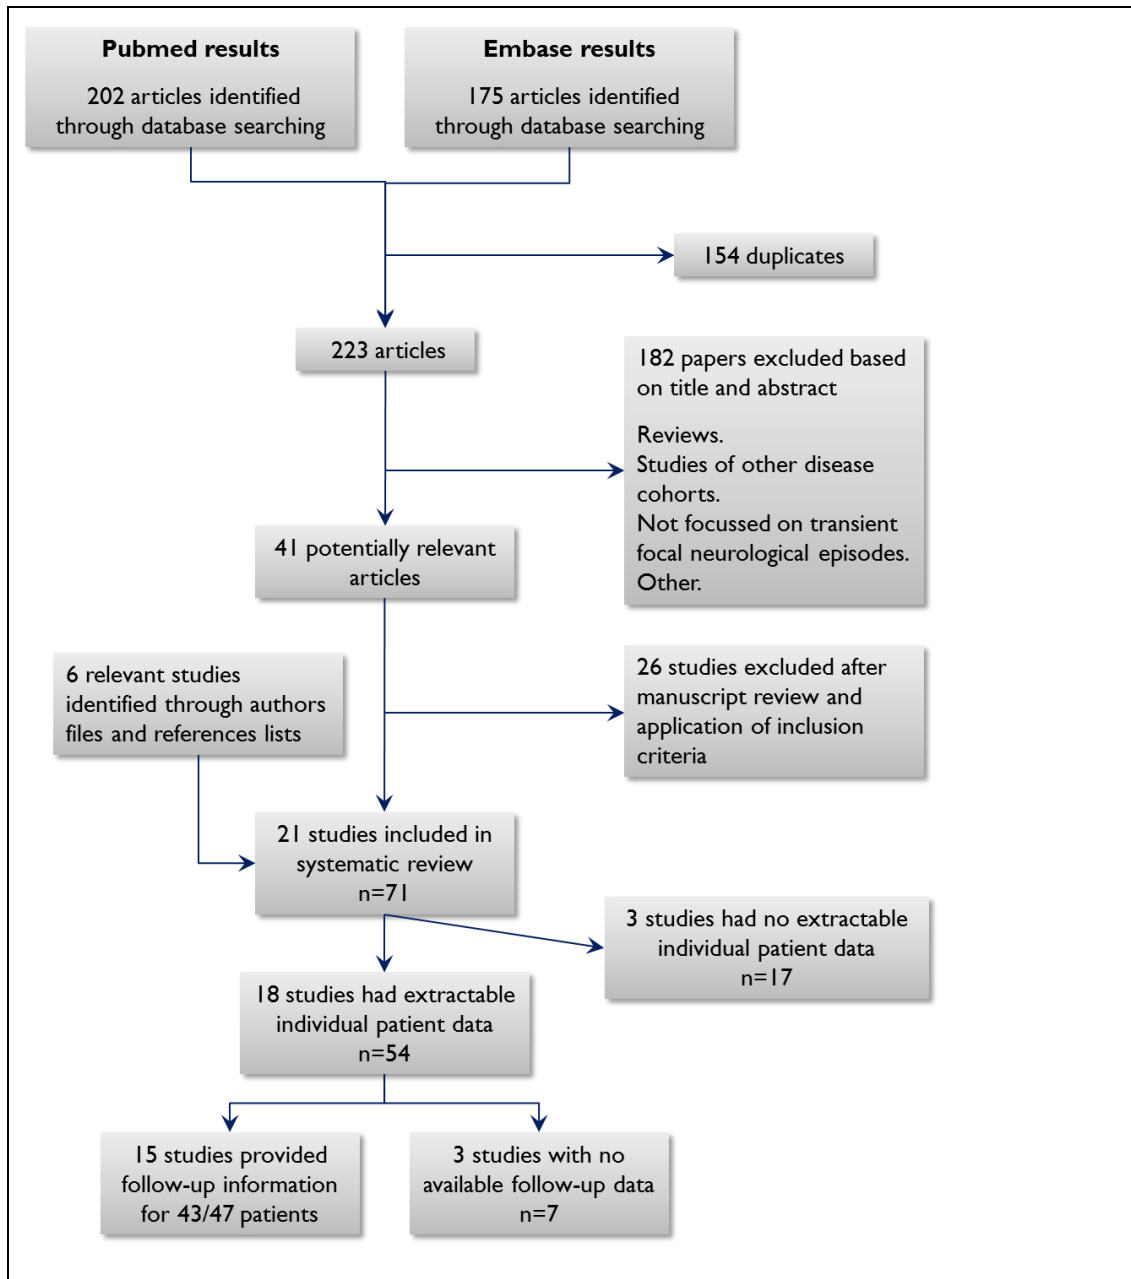 Pubmed results
202 articles identified
through database searching
Embase results
175 articles identified
through database searching
154 duplicates
223 articles
182 papers excluded based
on title and abstract
Reviews.
Studies of other disease
cohorts.
Not focussed on transient
focal neurological episodes.
Other.
41 potentially relevant
articles
6 relevant studies
identified through authors
files and references lists
26 studies excluded after
manuscript review and
application of inclusion
criteria
21 studies included in
systematic review
n=71
3 studies had no extractable
individual patient data
n=17
18 studies had extractable
individual patient data
n=54
15 studies provided
follow-up information
for 43/47 patients
3 studies with no
available follow-up data
n=7